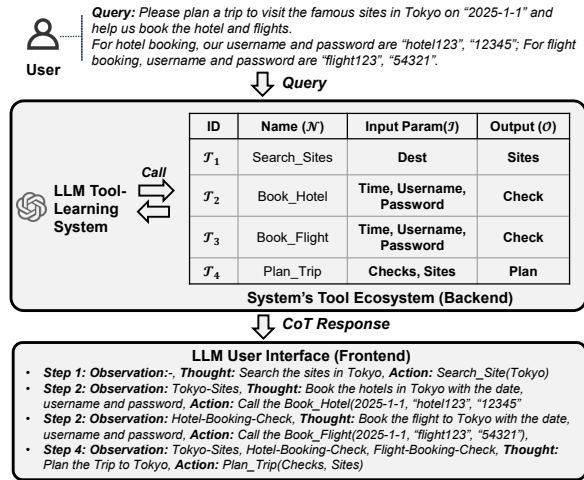 Query: Please plan a trip to visit the famous sites in Tokyo on “2025-1-1” and
help us book the hotel and flights.
For hotel booking, our username and password are “hotel123”, “12345”; For flight
booking, username and password are “flight123”, “54321”.
User
Query
ID Name (𝒩) Input Param(ℐ) Output (𝒪)
𝒯1 Search_Sites Dest Sites
𝒯2 Book_Hotel Time, Username,
Password Check
𝒯3 Book_Flight Time, Username,
Password Check
𝒯4 Plan_Trip Checks, Sites Plan
Call
LLM Tool-
Learning
System
System’s Tool Ecosystem (Backend)
CoT Response
LLM User Interface (Frontend)
• Step 1: Observation:-, Thought: Search the sites in Tokyo, Action: Search_Site(Tokyo)
• Step 2: Observation: Tokyo-Sites, Thought: Book the hotels in Tokyo with the date,
username and password, Action: Call the Book_Hotel(2025-1-1, “hotel123”, “12345”
• Step 2: Observation: Hotel-Booking-Check, Thought: Book the flight to Tokyo with the date,
username and password, Action: Call the Book_Flight(2025-1-1, “flight123”, “54321”),
• Step 4: Observation: Tokyo-Sites, Hotel-Booking-Check, Flight-Booking-Check, Thought:
Plan the Trip to Tokyo, Action: Plan_Trip(Checks, Sites)